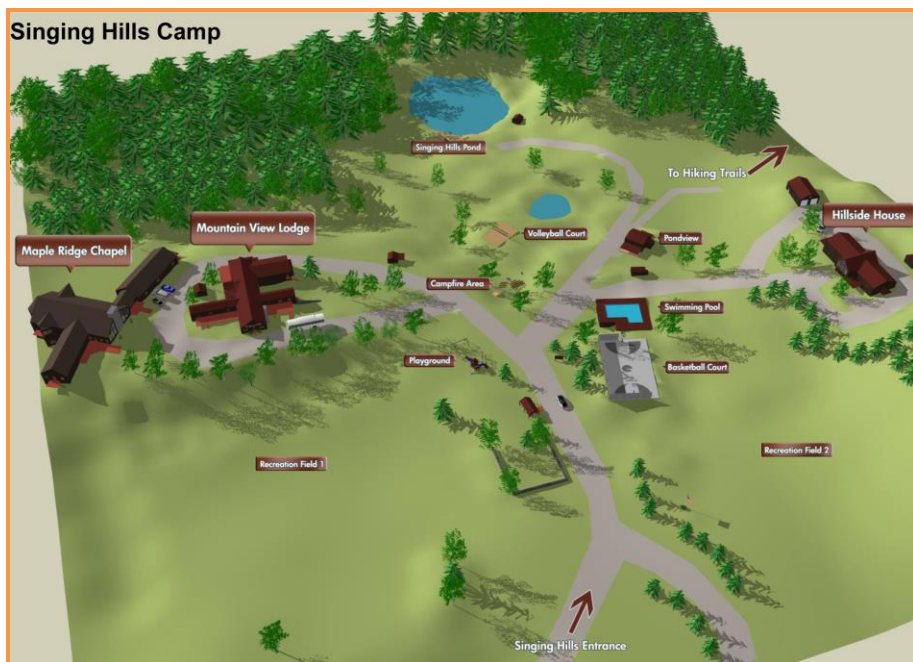 Singing Hills Camp
Singing Hills Pond
To Hiking Trails
Mountain View Lodge
Hillside House
Maple Ridge Chapel
Volleyball Court
Pondview
Campfire Area
Swimming Pool
Playground
Basketball Court
Recreation Field 1
Recreation Field 2
Singing Hills Entrance